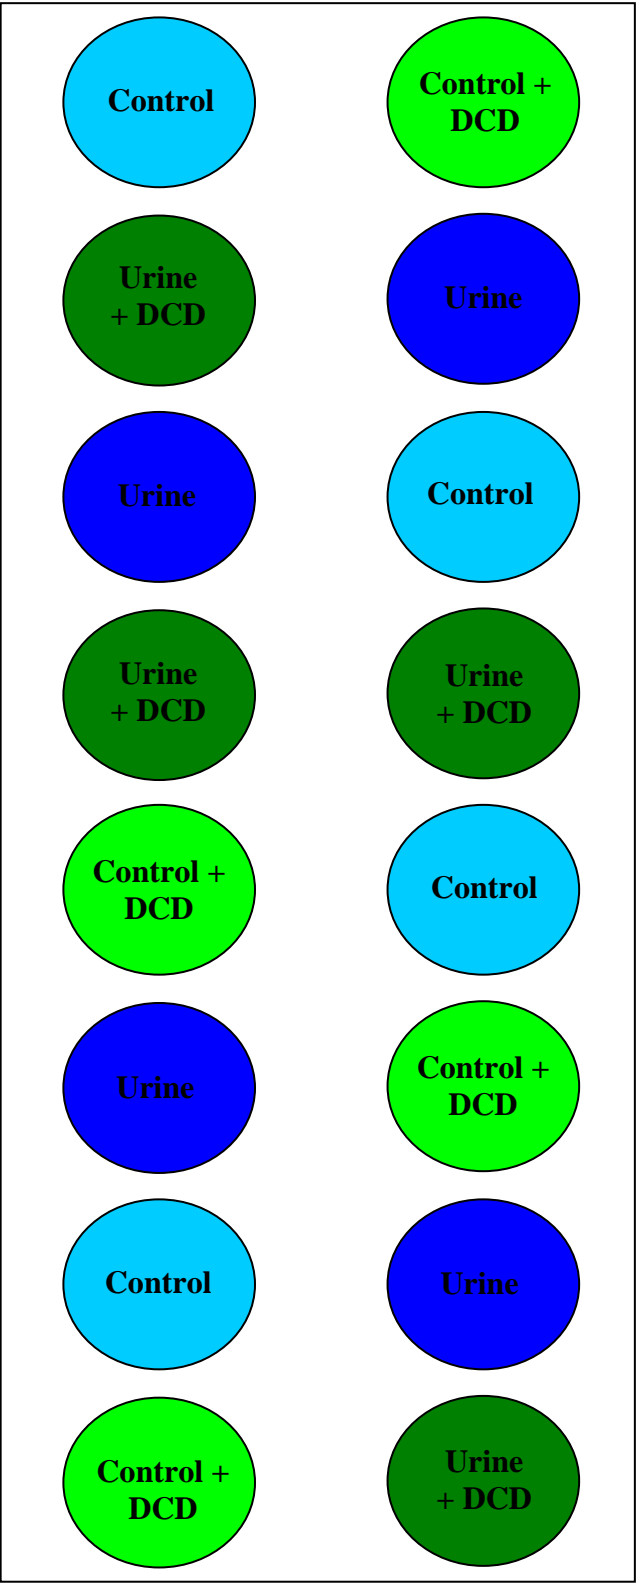 Control
Control +
DCD
Urine
+ DCD
Urine
Urine
Control
Urine
+ DCD
Urine
+ DCD
Control +
DCD
Control
Urine
Control +
DCD
Control
Urine
Control +
DCD
Urine
+ DCD